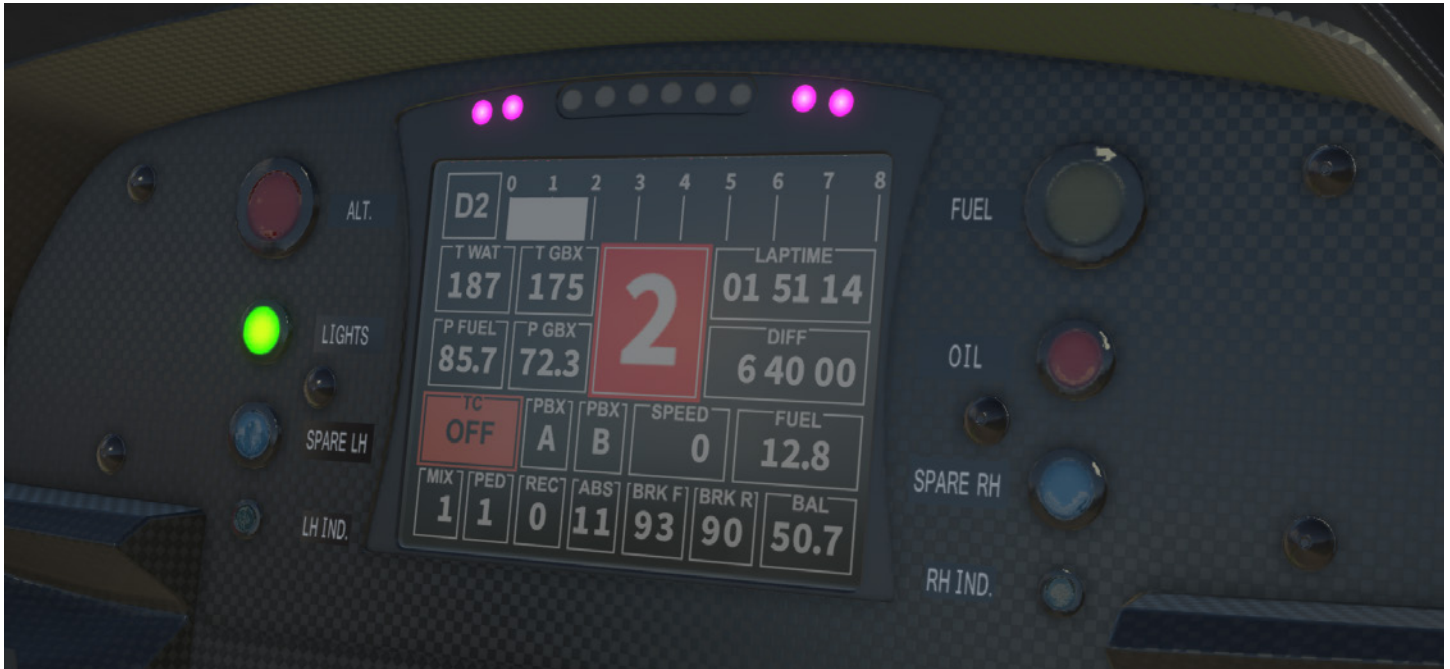 0 1 2 3 4 5 6 7 8
D2
ALT.
FUEL
T WAT T GBX LAPTIME
187 175 2 01 51 14
LIGHTS
P FUEL P GBX DIFF
85.7 72.3 6 40 00
OIL
TC PBX PBX SPEED FUEL
OFF A B 0 12.8
SPARE LH
SPARE RH
MIX PED REC ABS BRK F BRK R BAL
1 1 0 11 93 90 50.7
LH IND.
RH IND.